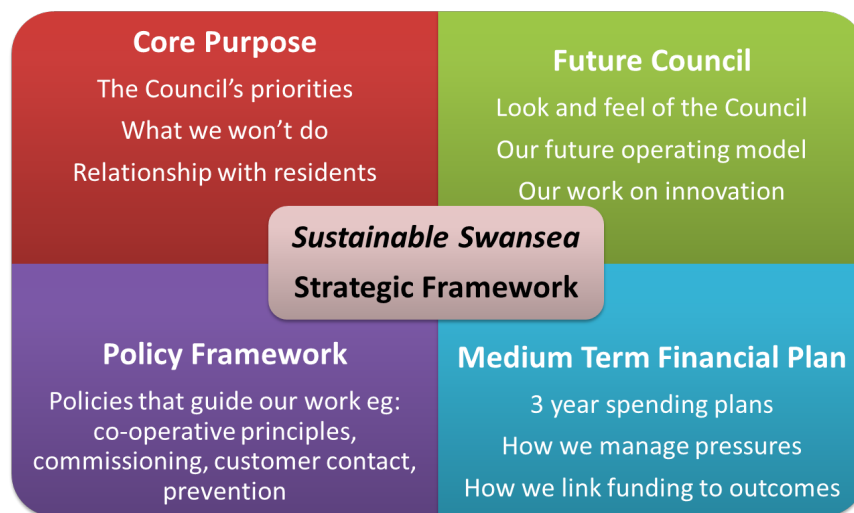 Core Purpose
The Council’s priorities
What we won’t do
Relationship with residents
Future Council
Look and feel of the Council
Our future operating model
Our work on innovation
Sustainable Swansea
Strategic Framework
Policy Framework
Policies that guide our work eg:
co-operative principles,
commissioning, customer contact,
prevention
Medium Term Financial Plan
3 year spending plans
How we manage pressures
How we link funding to outcomes